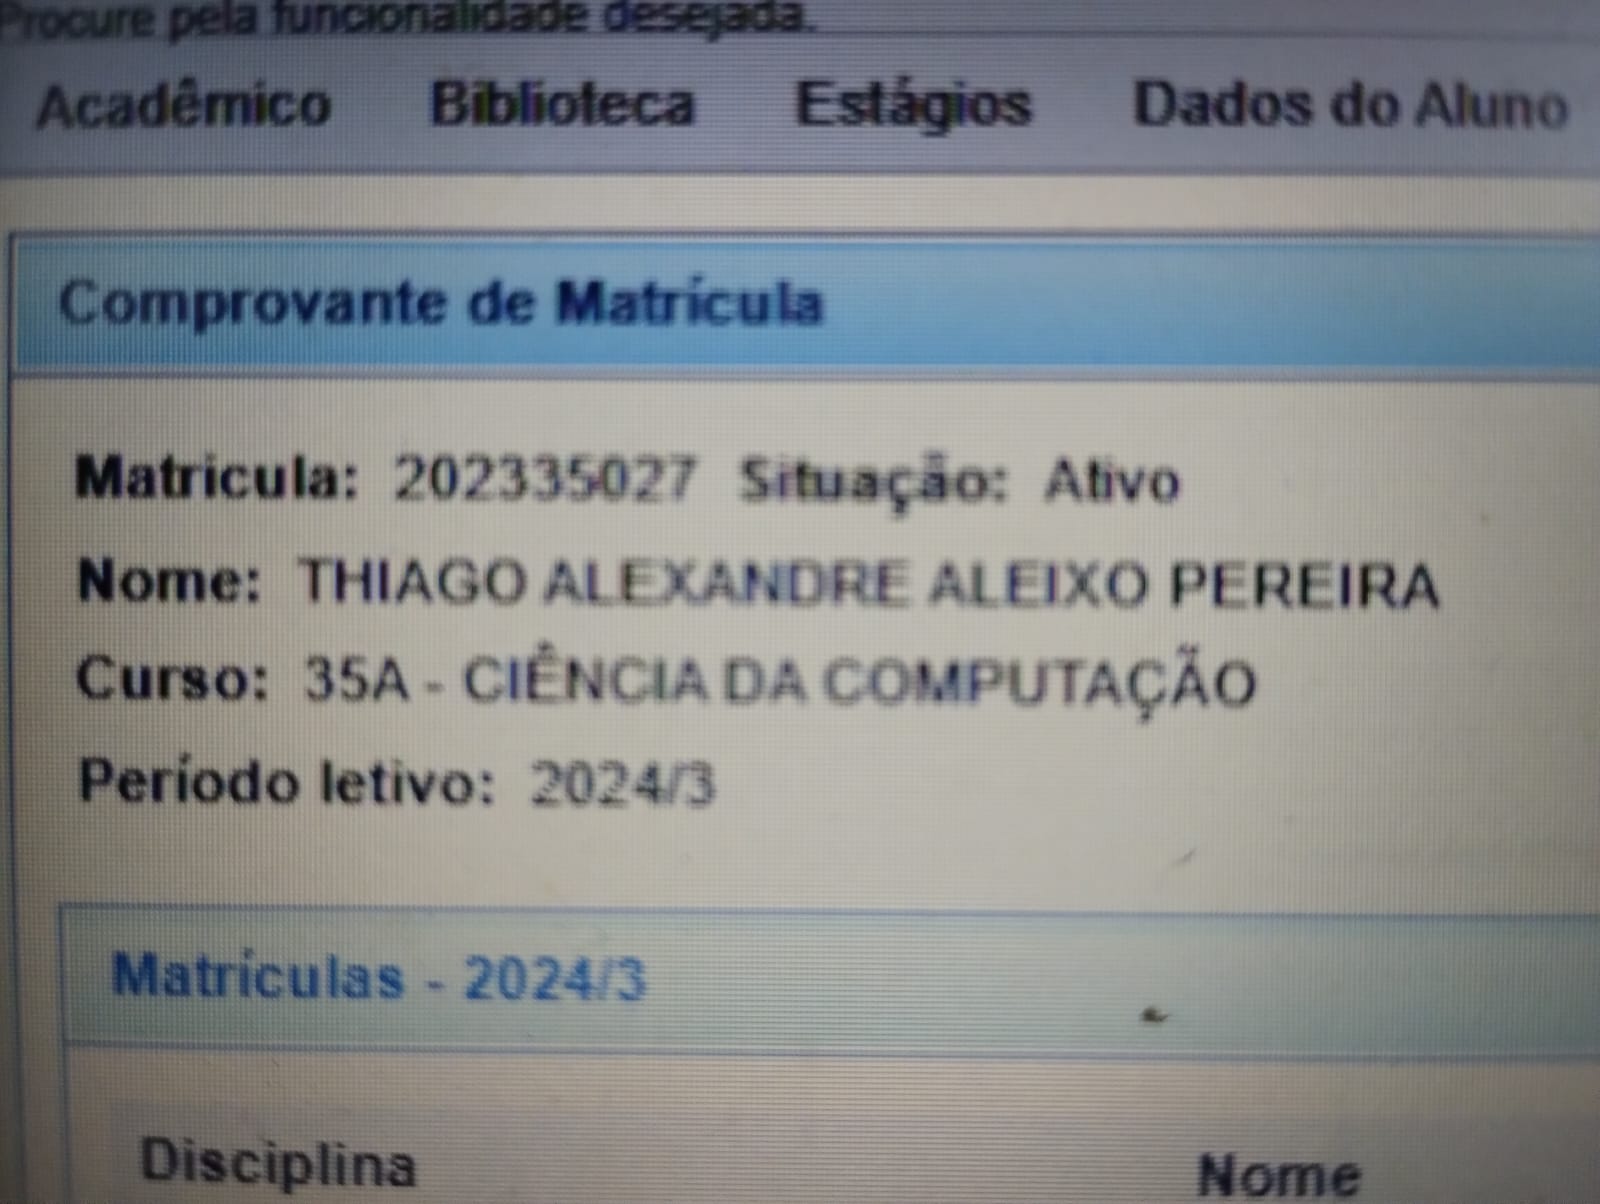 Procure pela funcionalidade desejada.
Acadêmico Biblioteca Estágios Dados do Aluno
Comprovante de Matrícula
Matricula: 202335027 Situação: Ativo
Nome: THIAGO ALEXANDRE ALEIXO PEREIRA
Curso: 35A - CIÊNCIA DA COMPUTAÇÃO
Período letivo: 2024/3
Matrículas - 2024/3
Disciplina Nome